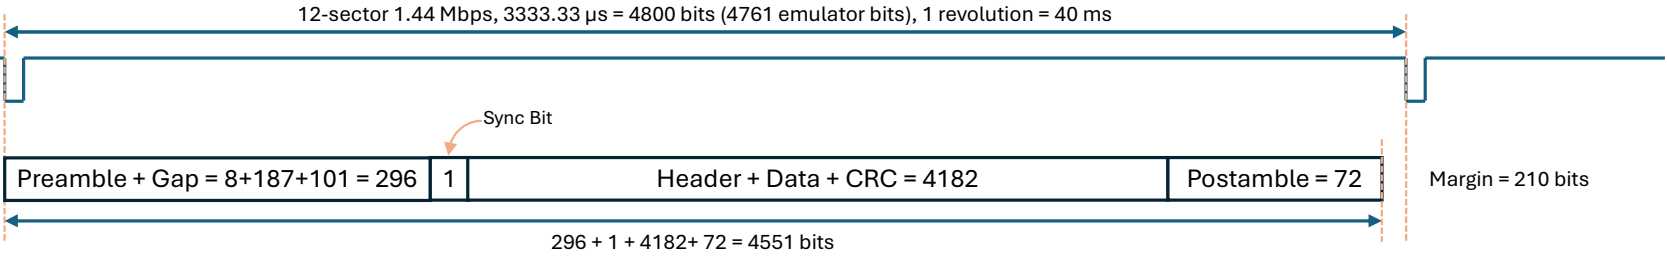 12-sector 1.44 Mbps, 3333.33 µs = 4800 bits (4761 emulator bits), 1 revolution = 40 ms
Sync Bit
Preamble + Gap = 8+187+101 = 296
1
Header + Data + CRC = 4182
Postamble = 72
Margin = 210 bits
296 + 1 + 4182+ 72 = 4551 bits